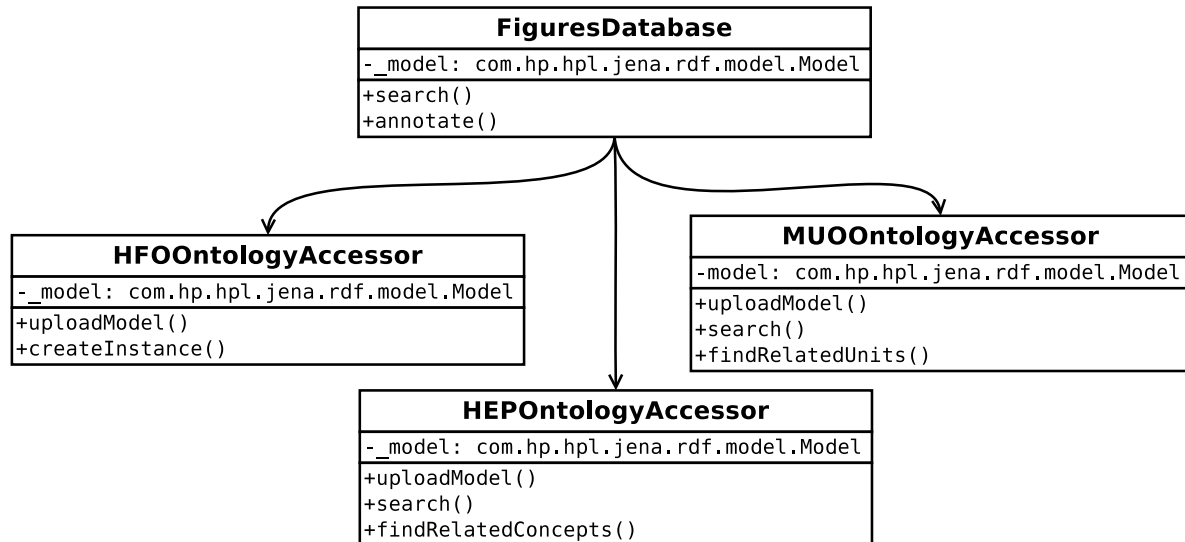 FiguresDatabase
-_model: com.hp.hpl.jena.rdf.model.Model
+search()
+annotate()
HFOOntologyAccessor
-_model: com.hp.hpl.jena.rdf.model.Model
+uploadModel()
+createInstance()
MUOOntologyAccessor
-model: com.hp.hpl.jena.rdf.model.Model
+uploadModel()
+search()
+findRelatedUnits()
HEPOntologyAccessor
-_model: com.hp.hpl.jena.rdf.model.Model
+uploadModel()
+search()
+findRelatedConcepts()